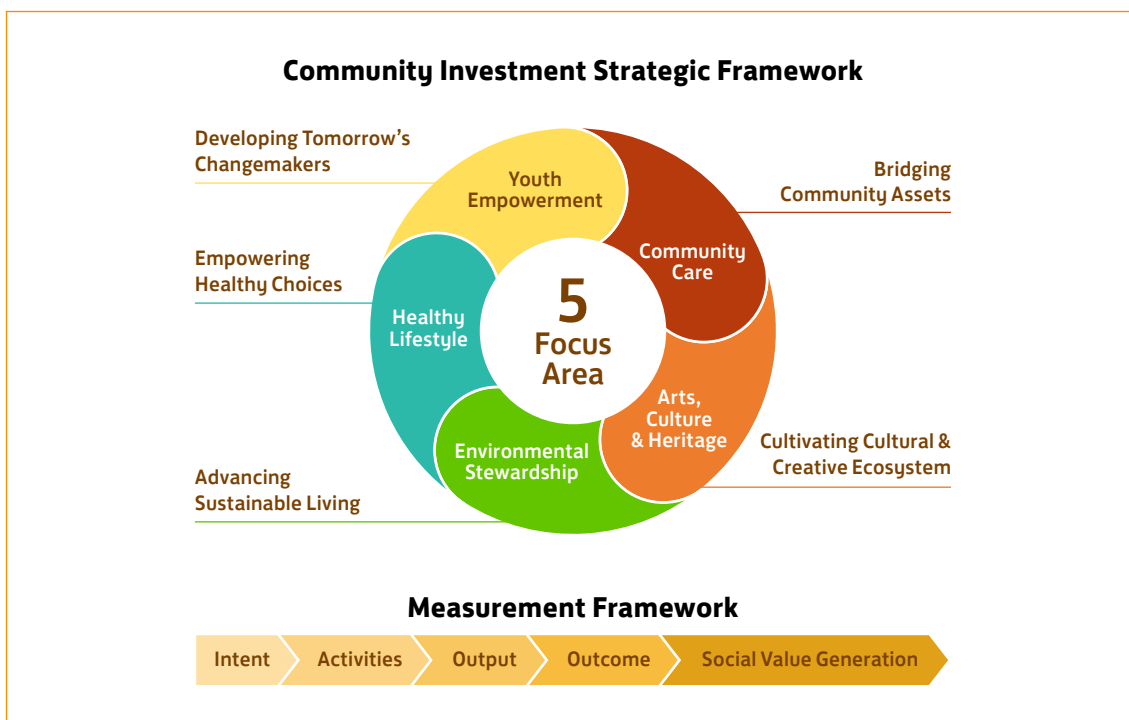 Community Investment Strategic Framework
Developing Tomorrow's
Changemakers
Youth
Empowerment
Bridging
Community Assets
Community
Care
Empowering
Healthy Choices
Healthy
Lifestyle
5
Focus
Area
Arts,
Culture
& Heritage
Cultivating Cultural &
Creative Ecosystem
Environmental
Stewardship
Advancing
Sustainable Living
Measurement Framework
Intent
Activities
Output
Outcome
Social Value Generation